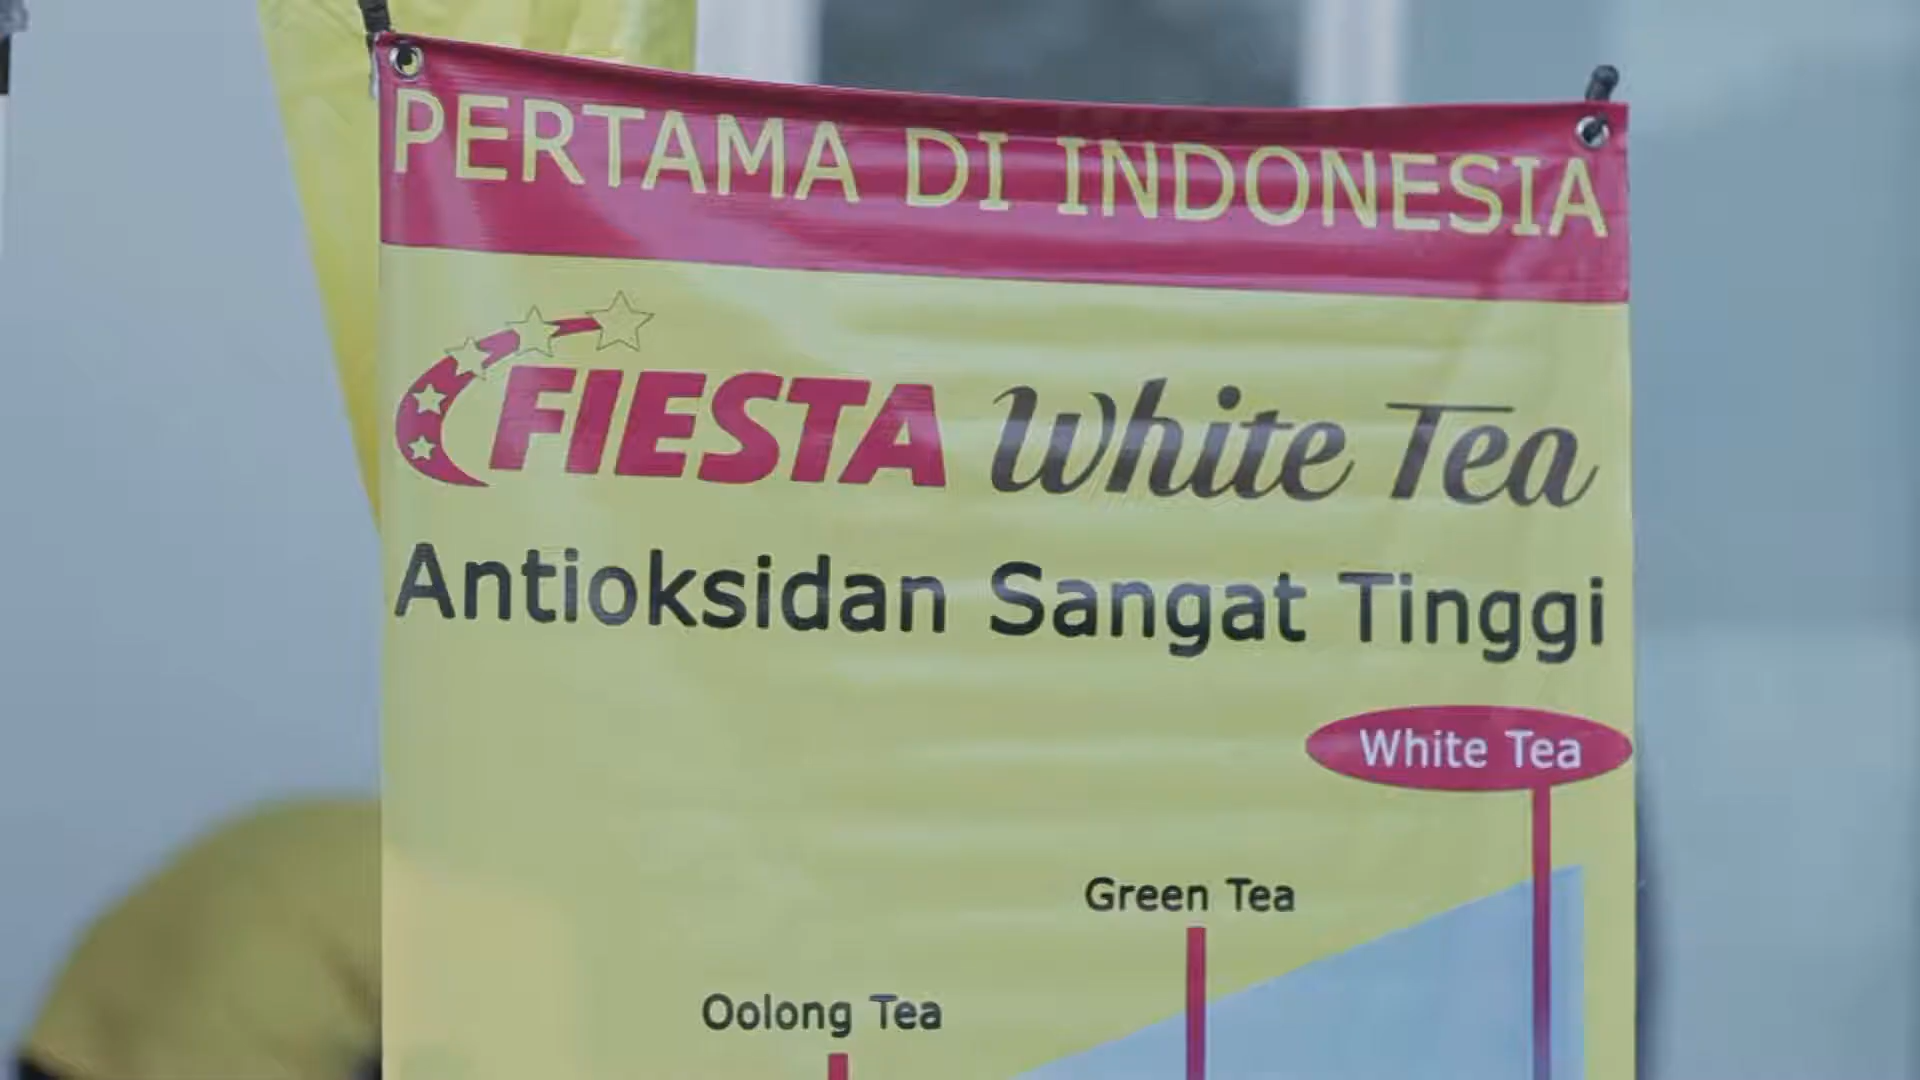 PERTAMA DI INDONESIA
FIESTA White Tea
Antioksidan Sangat Tinggi
White Tea
Green Tea
Oolong Tea